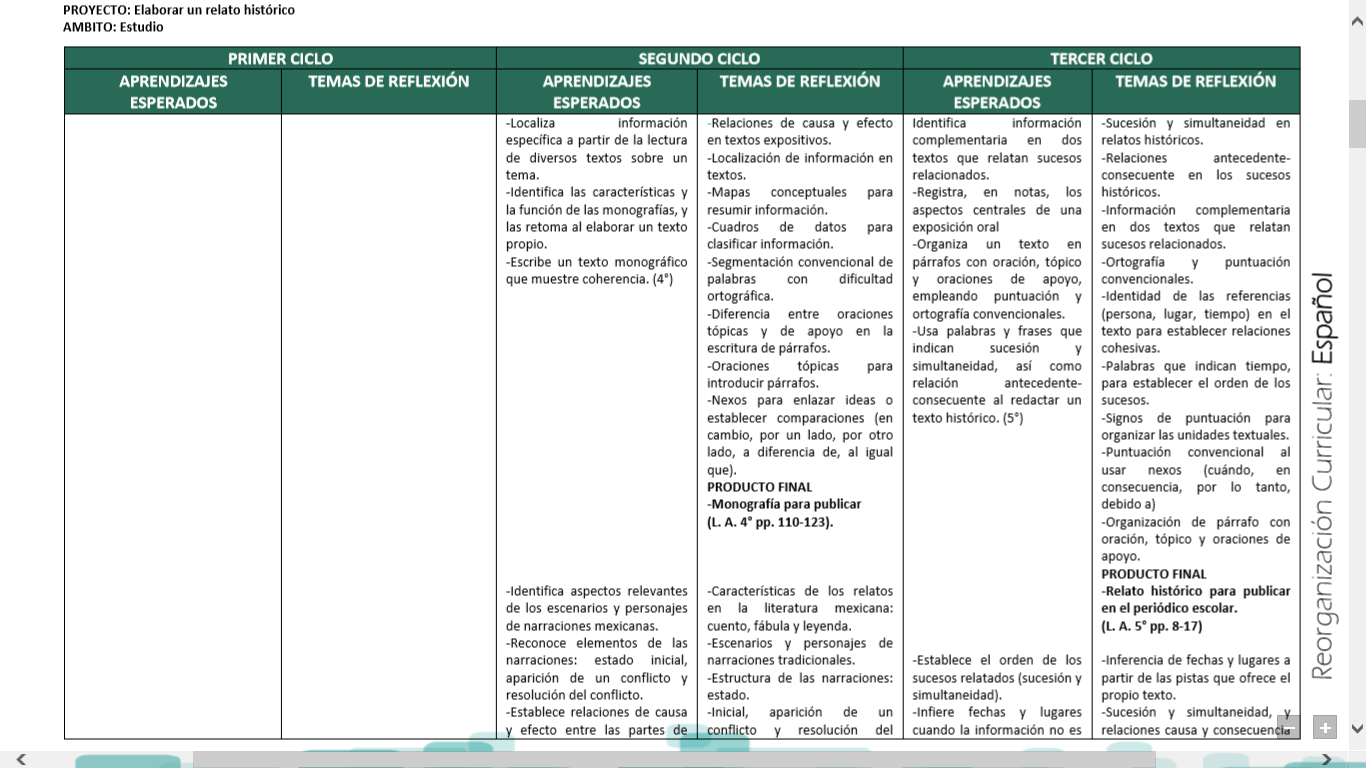 PROYECTO: Elaborar un relato histórico
AMBITO: Estudio
PRIMER CICLO
SEGUNDO CICLO
TERCER CICLO
APRENDIZAJES
ESPERADOS
TEMAS DE REFLEXIÓN
APRENDIZAJES
ESPERADOS
TEMAS DE REFLEXIÓN
APRENDIZAJES
ESPERADOS
TEMAS DE REFLEXIÓN
-Localiza información
específica a partir de la lectura
de diversos textos sobre un
tema.
-Identifica las características y
la función de las monografías, y
las retoma al elaborar un texto
propio.
-Escribe un texto monográfico
que muestre coherencia. (4°)
-Identifica aspectos relevantes
de los escenarios y personajes
de narraciones mexicanas.
-Reconoce elementos de las
narraciones: estado inicial,
aparición de un conflicto y
resolución del conflicto.
-Establece relaciones de causa
y efecto entre las partes de
-Relaciones de causa y efecto
en textos expositivos.
-Localización de información en
textos.
-Mapas conceptuales para
resumir información.
-Cuadros de datos para
clasificar información.
-Segmentación convencional de
palabras con dificultad
ortográfica.
-Diferencia entre oraciones
tópicas y de apoyo en la
escritura de párrafos.
-Oraciones tópicas para
introducir párrafos.
-Nexos para enlazar ideas o
establecer comparaciones (en
cambio, por un lado, por otro
lado, a diferencia de, al igual
que).
PRODUCTO FINAL
-Monografía para publicar
(L. A. 4° pp. 110-123).
-Características de los relatos
en la literatura mexicana:
cuento, fábula y leyenda.
-Escenarios y personajes de
narraciones tradicionales.
-Estructura de las narraciones:
estado.
-Inicial, aparición de un
conflicto y resolución del
Identifica información
complementaria en dos
textos que relatan sucesos
relacionados.
-Registra, en notas, los
aspectos centrales de una
exposición oral
-Organiza un texto en
párrafos con oración, tópico
y oraciones de apoyo,
empleando puntuación y
ortografía convencionales.
-Usa palabras y frases que
indican sucesión y
simultaneidad, así como
relación antecedente-
consecuente al redactar un
texto histórico. (5°)
-Establece el orden de los
sucesos relatados (sucesión y
simultaneidad).
-Infiere fechas y lugares
cuando la información no es
-Sucesión y simultaneidad en
relatos históricos.
-Relaciones antecedente-
consecuente en los sucesos
históricos.
-Información complementaria
en dos textos que relatan
sucesos relacionados.
-Ortografía y puntuación
convencionales.
-Identidad de las referencias
(persona, lugar, tiempo) en el
texto para establecer relaciones
cohesivas.
-Palabras que indican tiempo,
para establecer el orden de los
sucesos.
-Signos de puntuación para
organizar las unidades textuales.
-Puntuación convencional al
usar nexos (cuándo, en
consecuencia, por lo tanto,
debido a)
-Organización de párrafo con
oración, tópico y oraciones de
apoyo.
PRODUCTO FINAL
-Relato histórico para publicar
en el periódico escolar.
(L. A. 5° pp. 8-17)
-Inferencia de fechas y lugares a
partir de las pistas que ofrece el
propio texto.
-Sucesión y simultaneidad, y
relaciones causa y consecuencia
Reorganización Curricular: Español